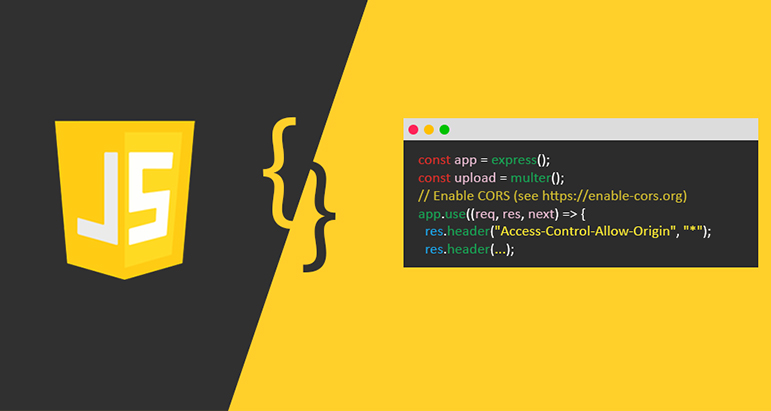 JS
{}
const app = express();
const upload = multer();
// Enable CORS (see https://enable-cors.org)
app.use((req, res, next) => {
res.header("Access-Control-Allow-Origin", "*");
res.header(...);